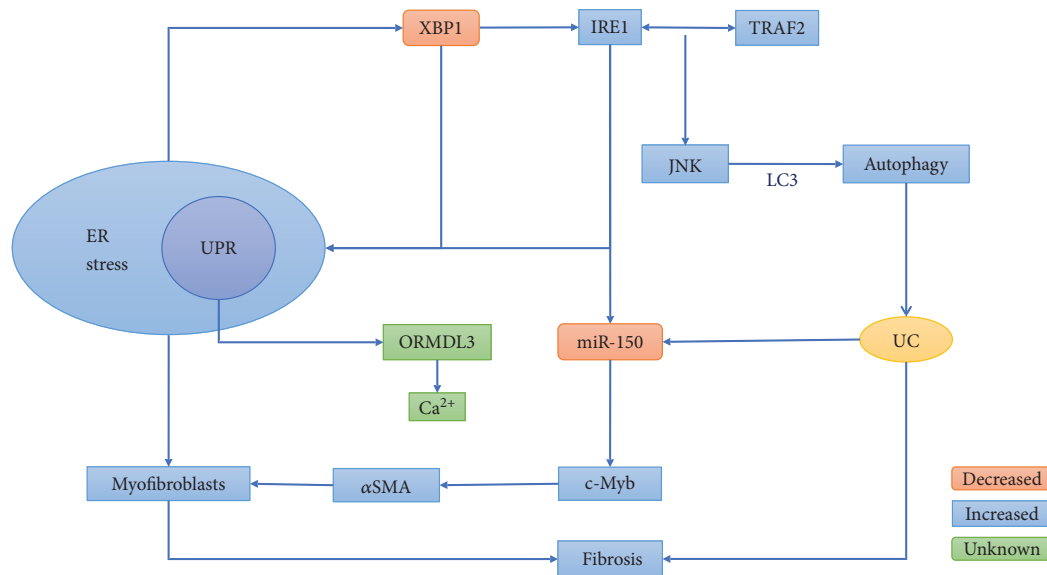 XBP1
IRE1
TRAF2
JNK
LC3
Autophagy
ER
stress
UPR
ORMDL3
Ca²⁺
miR-150
UC
Myofibroblasts
αSMA
c-Myb
Fibrosis
Decreased
Increased
Unknown